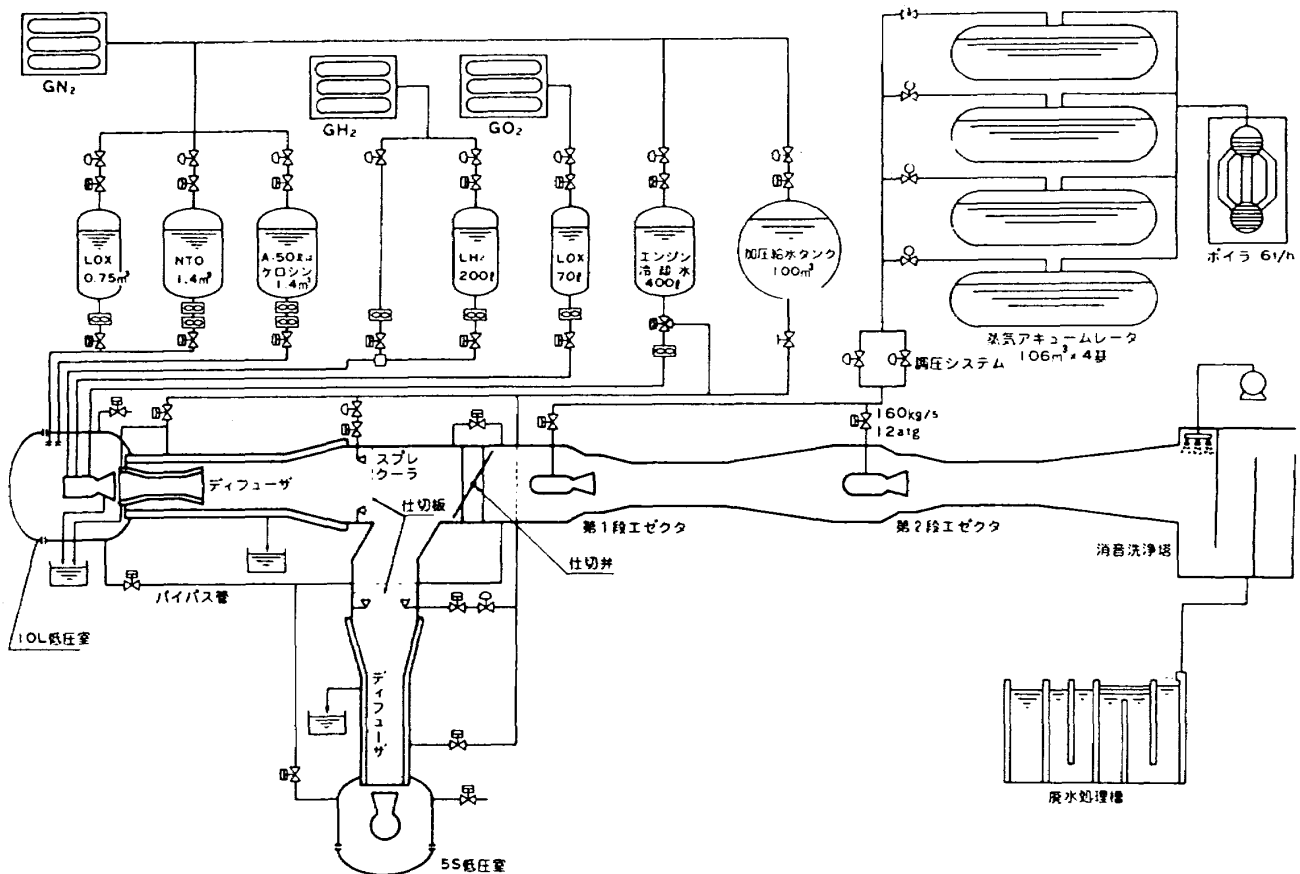 GN₂
GH₂
GO₂
LOX
0.75m³
NTO
1.4m³
ケロシン
1.4m³
200ℓ
LOX
70ℓ
エンジン
冷却水
400ℓ
加圧給水タンク
100m³
ボイラ 6t/h
蒸気アキュームレータ
106m³×4基
調圧システム
160kg/s
12atg
スプレ
クーラ
ディフューザ
仕切板
仕切弁
第1段エゼクタ
第2段エゼクタ
消音洗浄塔
バイパス管
10L低圧室
ディフューザ
5S低圧室
廃水処理槽